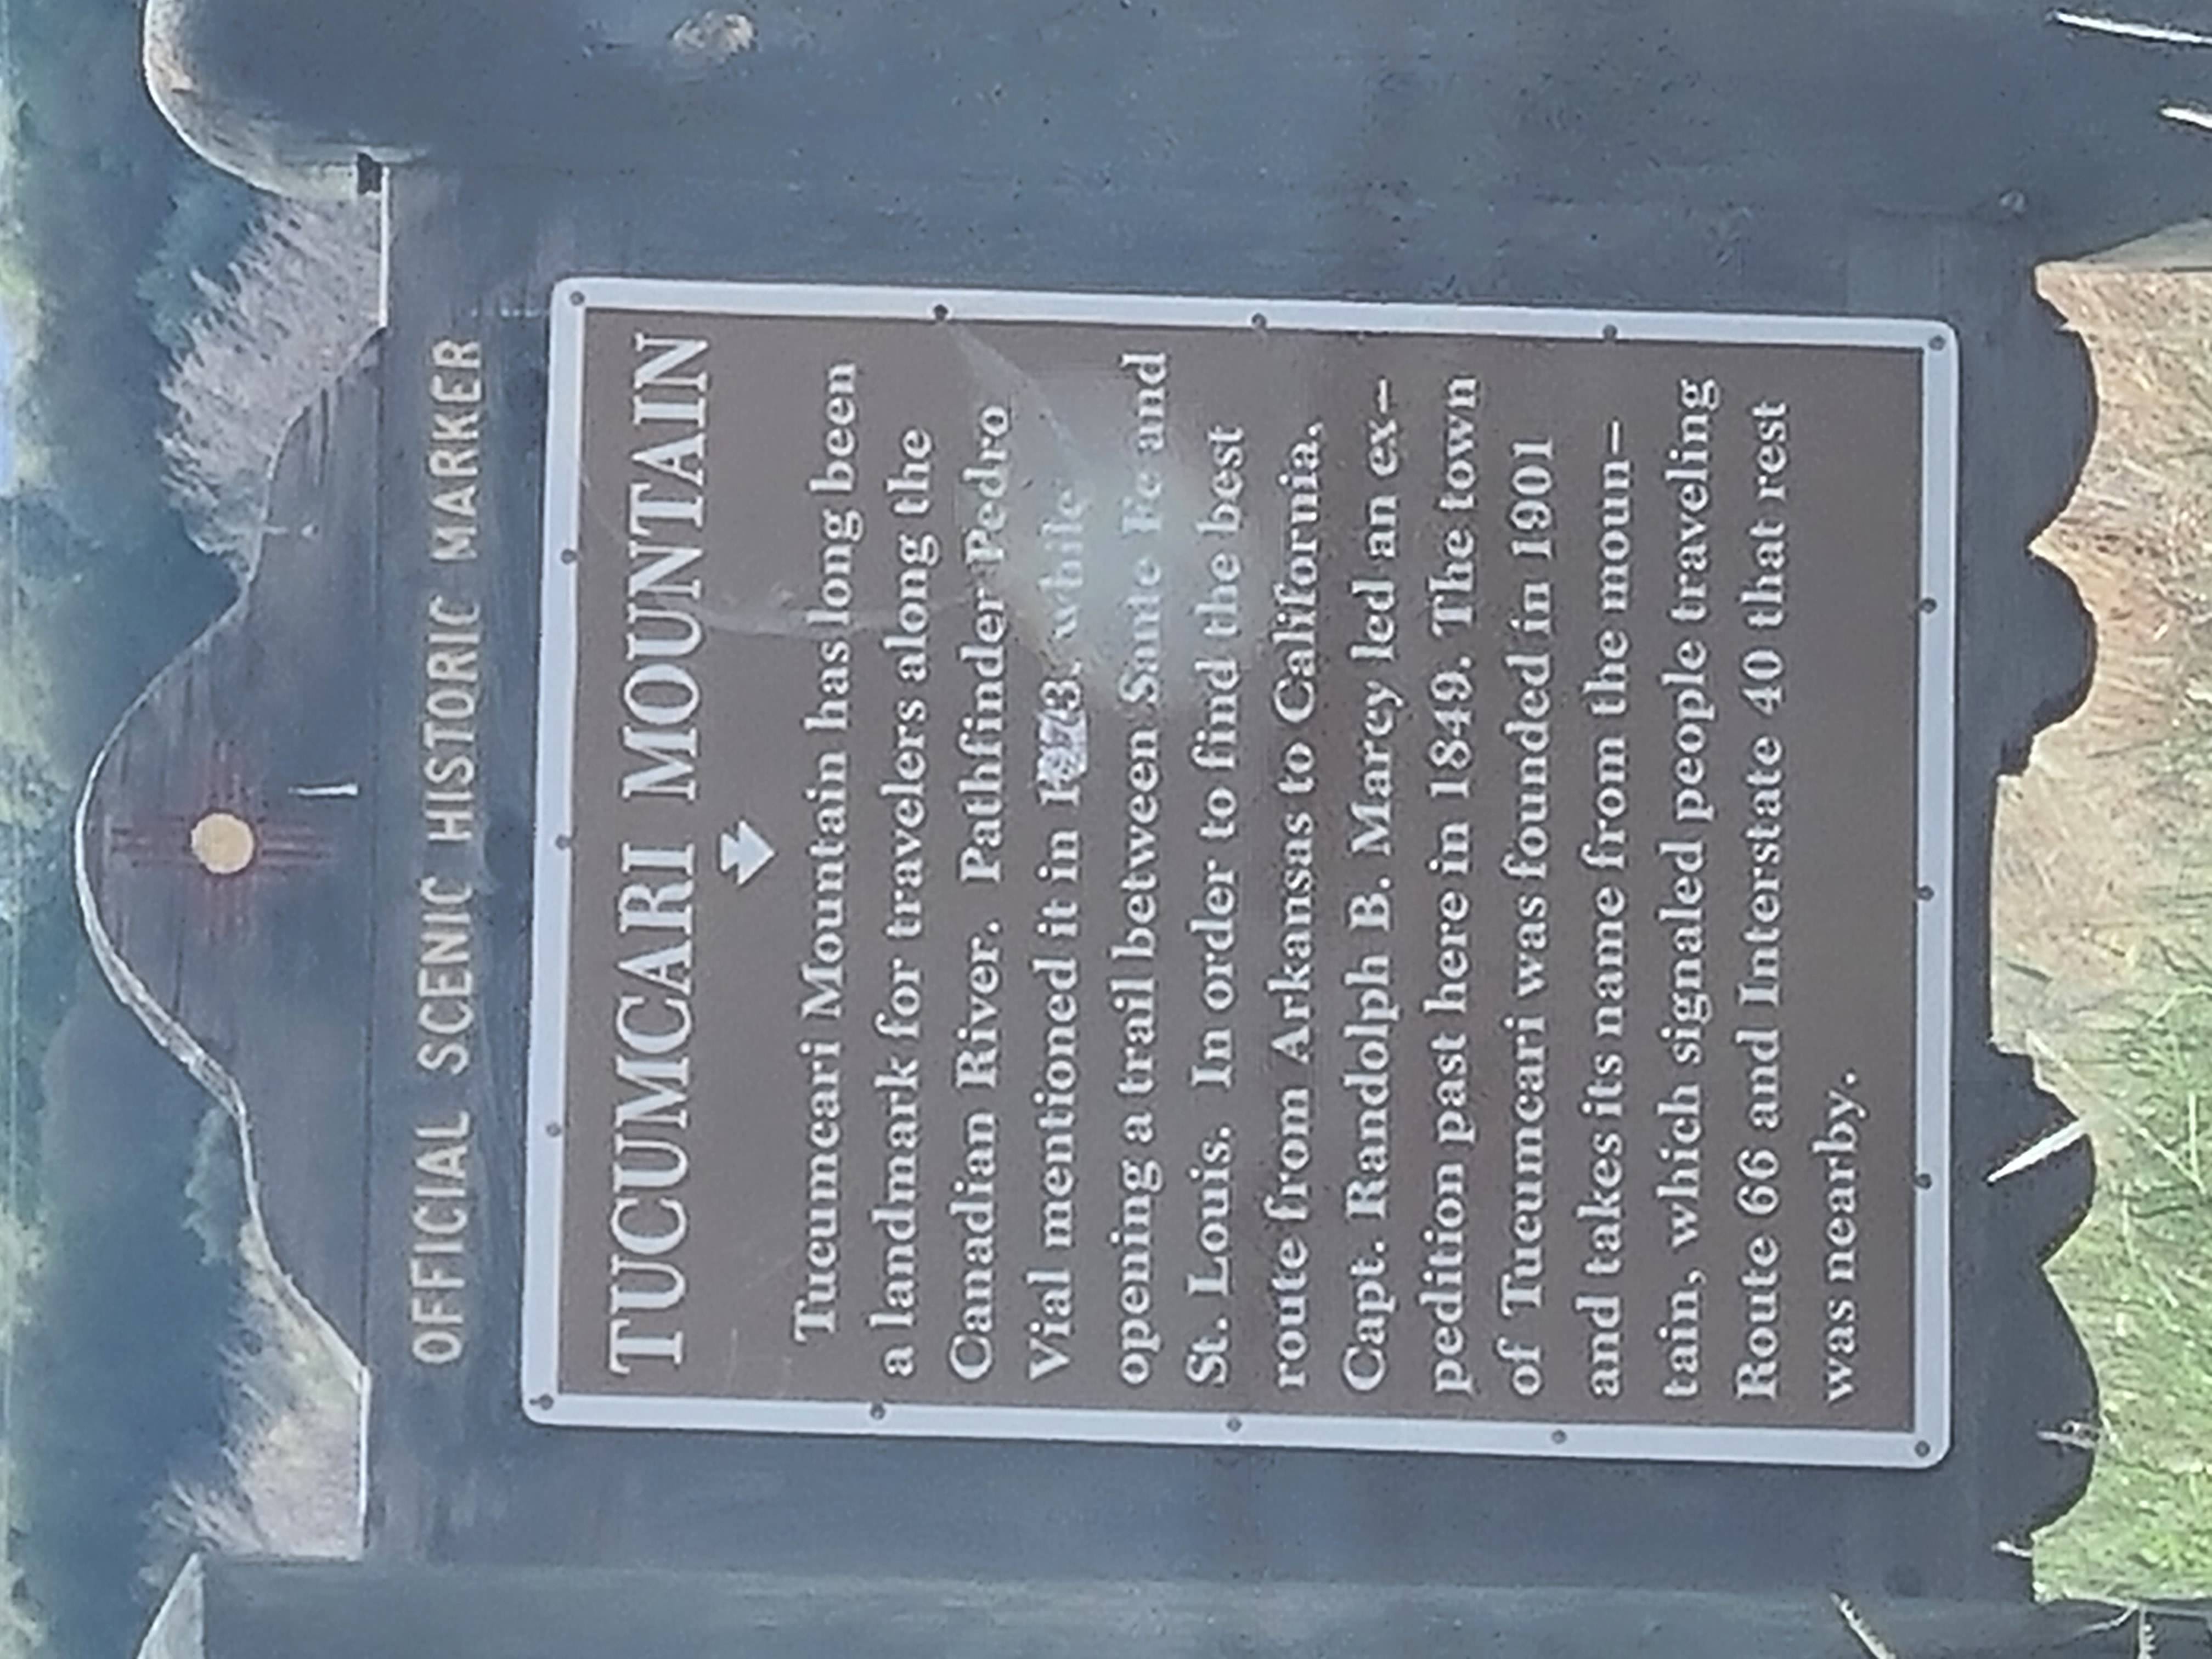 OFFICIAL SCENIC HISTORIC MARKER
TUCUMCARI MOUNTAIN
Tucumcari Mountain has long been
a landmark for travelers along the
Canadian River. Pathfinder Pedro
Vial mentioned it in , while
opening a trail between Sante Fe and
St. Louis. In order to find the best
route from Arkansas to California,
Capt. Randolph B. Marcy led an ex-
pedition past here in 1849. The town
of Tucumcari was founded in 1901
and takes its name from the moun-
tain, which signaled people traveling
Route 66 and Interstate 40 that rest
was nearby.